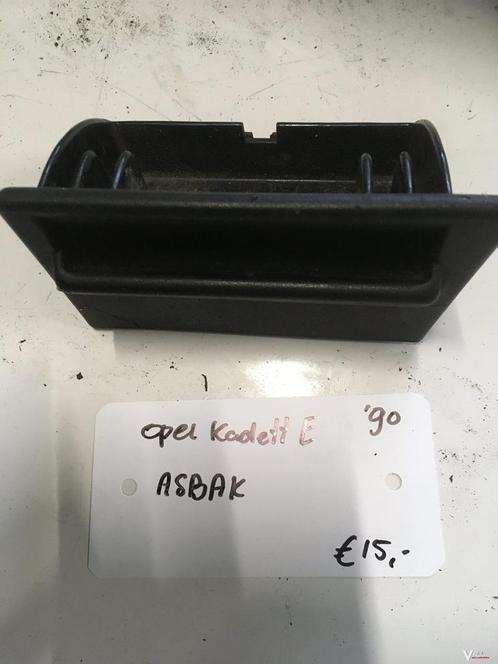 Opel Kadett E '90
ASBAK
€15,-